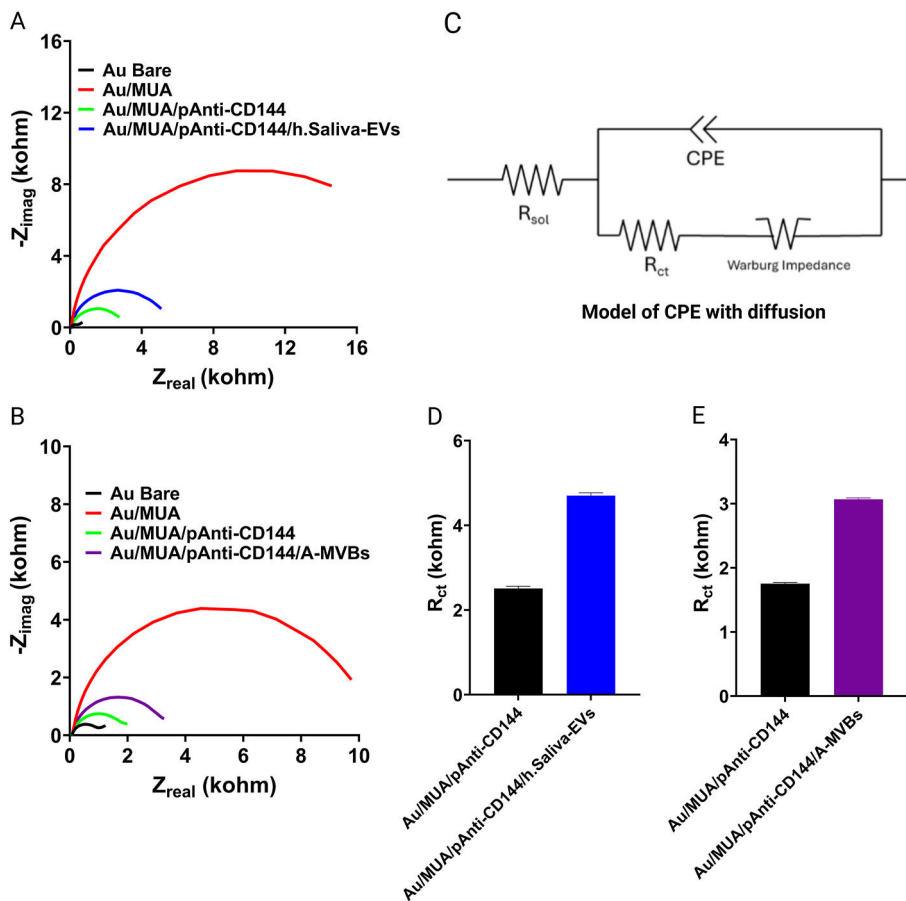 A
16
12
8
4
0
-Zimag (kohm)
Au Bare
Au/MUA
Au/MUA/pAnti-CD144
Au/MUA/pAnti-CD144/h.Saliva-EVs
0 4 8 12 16
Zreal (kohm)
C
CPE
Rsol
Rct
Warburg Impedance
Model of CPE with diffusion
B
10
8
6
4
2
0
-Zimag (kohm)
Au Bare
Au/MUA
Au/MUA/pAnti-CD144
Au/MUA/pAnti-CD144/A-MVBs
0 2 4 6 8 10
Zreal (kohm)
D
6
4
2
0
Rct (kohm)
Au/MUA/pAnti-CD144
Au/MUA/pAnti-CD144/h.Saliva-EVs
E
4
3
2
1
0
Rct (kohm)
Au/MUA/pAnti-CD144
Au/MUA/pAnti-CD144/A-MVBs